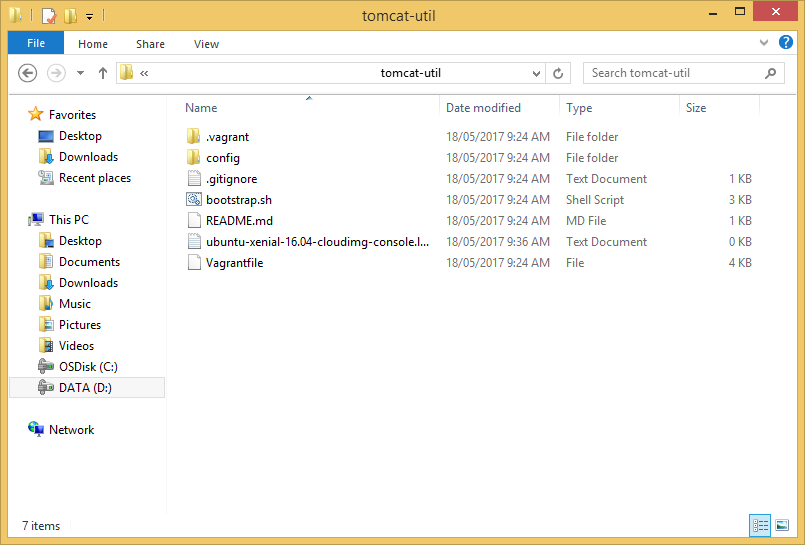 tomcat-util
File Home Share View
« tomcat-util Search tomcat-util
Name Date modified Type Size
Favorites
Desktop
Downloads
Recent places
This PC
Desktop
Documents
Downloads
Music
Pictures
Videos
OSDisk (C:)
DATA (D:)
Network
.vagrant 18/05/2017 9:24 AM File folder
config 18/05/2017 9:24 AM File folder
.gitignore 18/05/2017 9:24 AM Text Document 1 KB
bootstrap.sh 18/05/2017 9:24 AM Shell Script 3 KB
README.md 18/05/2017 9:24 AM MD File 1 KB
ubuntu-xenial-16.04-cloudimg-console.l... 18/05/2017 9:36 AM Text Document 0 KB
Vagrantfile 18/05/2017 9:24 AM File 4 KB
7 items